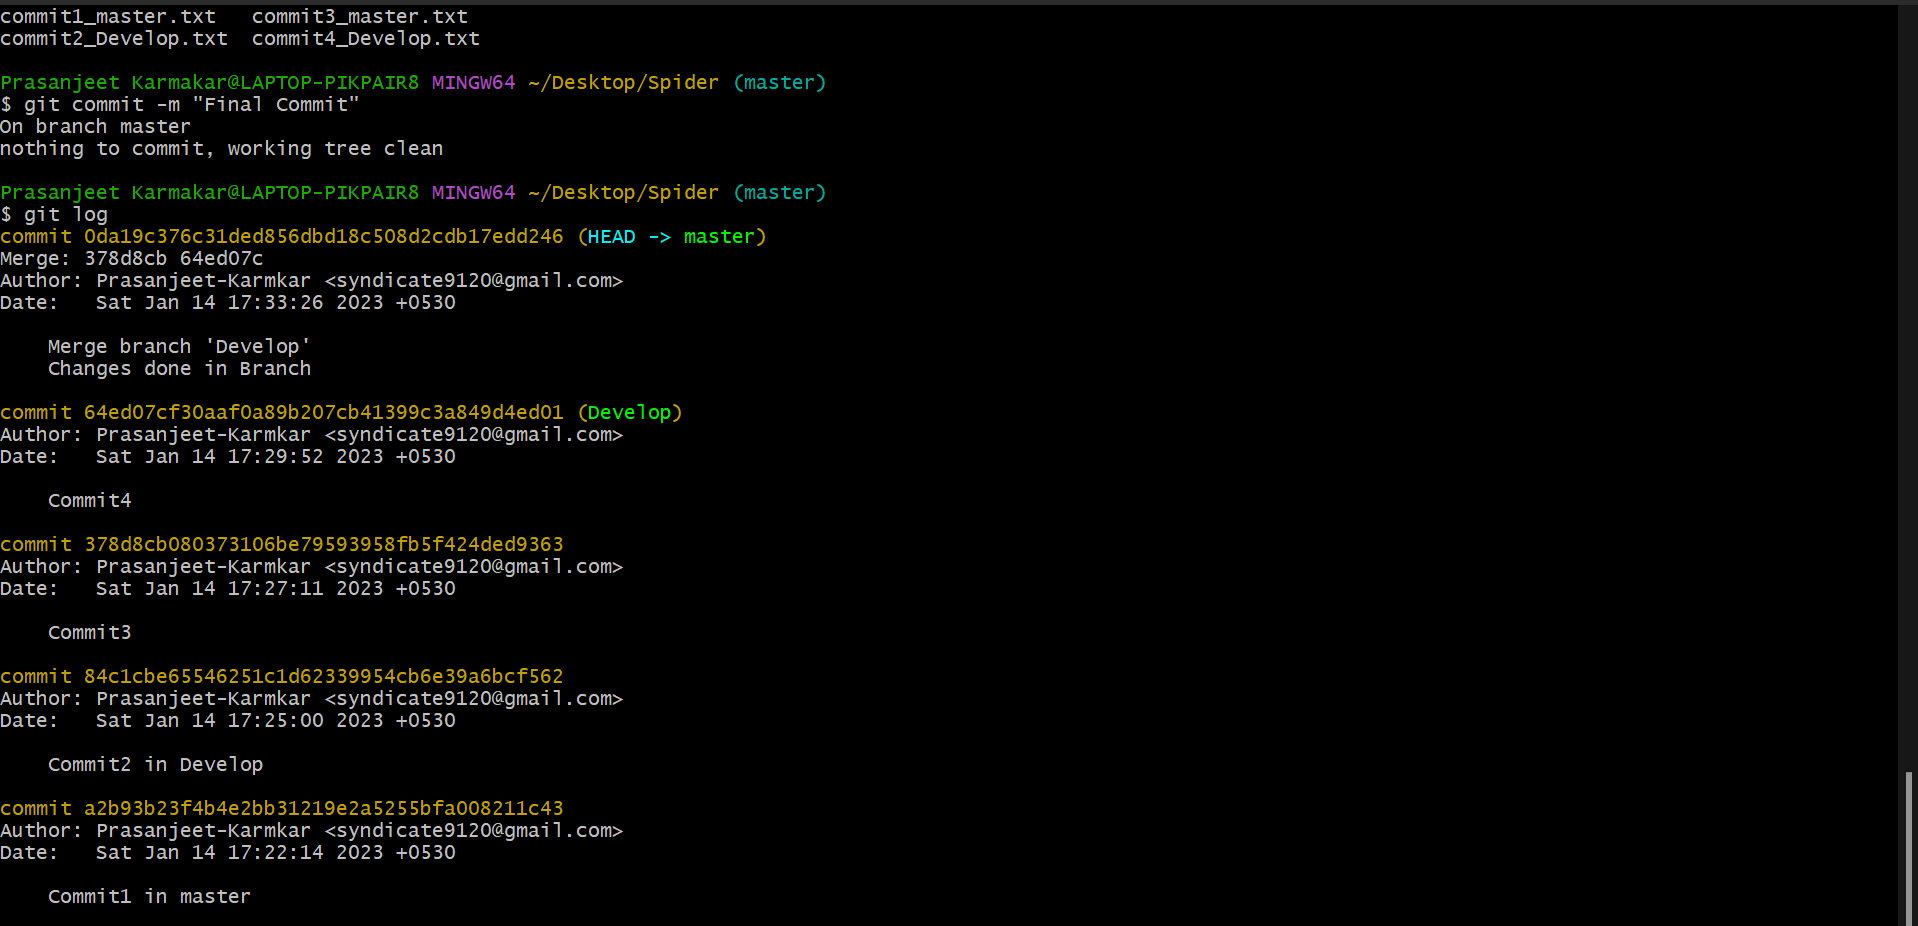 commit1_master.txt   commit3_master.txt
commit2_Develop.txt  commit4_Develop.txt
Prasanjeet Karmakar@LAPTOP-PIKPAIR8 MINGW64 ~/Desktop/Spider (master)
$ git commit -m "Final Commit"
On branch master
nothing to commit, working tree clean
Prasanjeet Karmakar@LAPTOP-PIKPAIR8 MINGW64 ~/Desktop/Spider (master)
$ git log
commit 0da19c376c31ded856dbd18c508d2cdb17edd246 (HEAD -> master)
Merge: 378d8cb 64ed07c
Author: Prasanjeet-Karmkar <syndicate9120@gmail.com>
Date:   Sat Jan 14 17:33:26 2023 +0530
    Merge branch 'Develop'
    Changes done in Branch
commit 64ed07cf30aaf0a89b207cb41399c3a849d4ed01 (Develop)
Author: Prasanjeet-Karmkar <syndicate9120@gmail.com>
Date:   Sat Jan 14 17:29:52 2023 +0530
    Commit4
commit 378d8cb080373106be79593958fb5f424ded9363
Author: Prasanjeet-Karmkar <syndicate9120@gmail.com>
Date:   Sat Jan 14 17:27:11 2023 +0530
    Commit3
commit 84c1cbe65546251c1d62339954cb6e39a6bcf562
Author: Prasanjeet-Karmkar <syndicate9120@gmail.com>
Date:   Sat Jan 14 17:25:00 2023 +0530
    Commit2 in Develop
commit a2b93b23f4b4e2bb31219e2a5255bfa008211c43
Author: Prasanjeet-Karmkar <syndicate9120@gmail.com>
Date:   Sat Jan 14 17:22:14 2023 +0530
    Commit1 in master